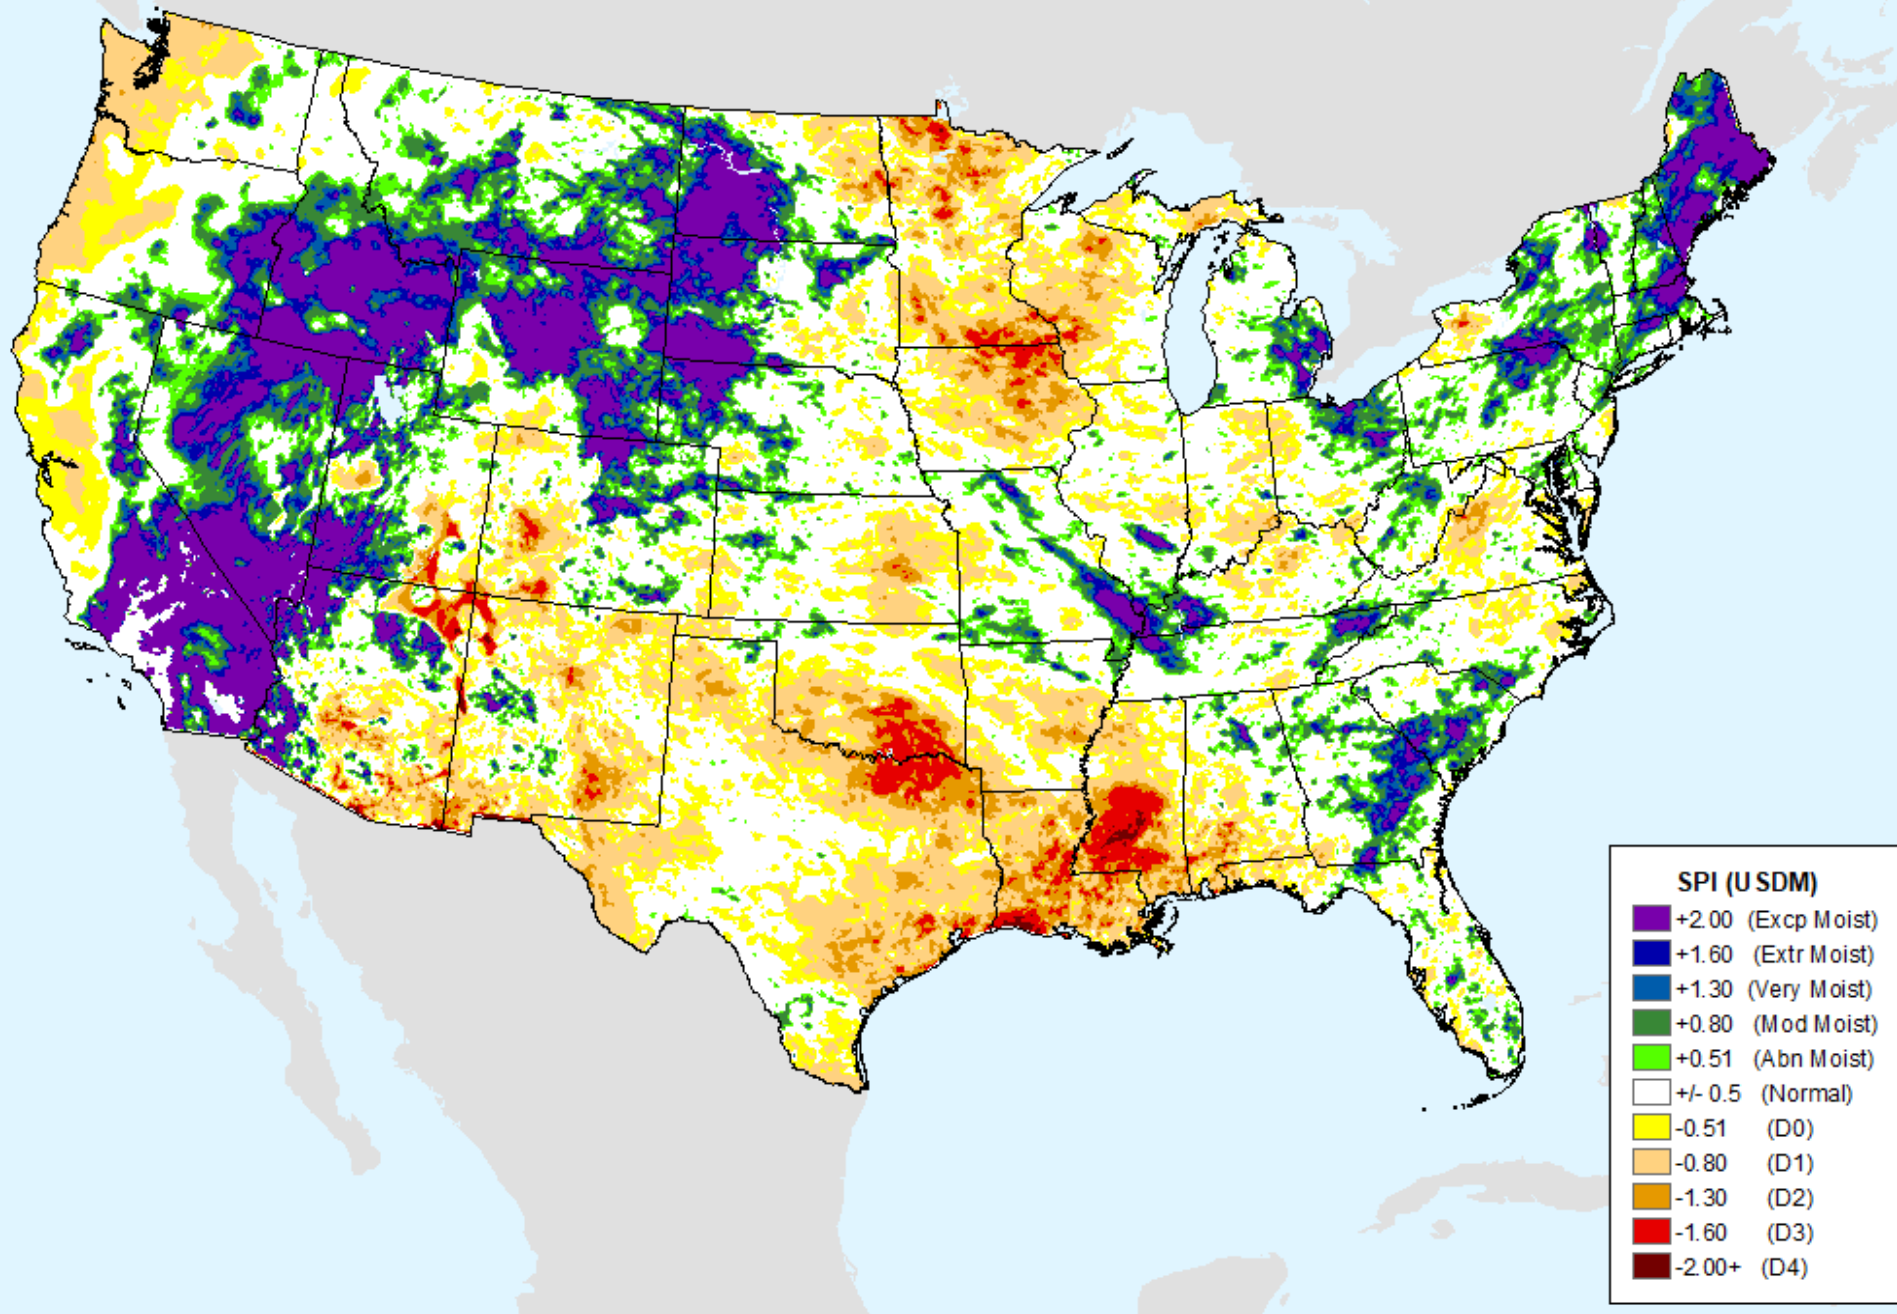 SPI (USDM)
+2.00 (Excp Moist)
+1.60 (Extr Moist)
+1.30 (Very Moist)
+0.80 (Mod Moist)
+0.51 (Abn Moist)
+/- 0.5 (Normal)
-0.51 (D0)
-0.80 (D1)
-1.30 (D2)
-1.60 (D3)
-2.00+ (D4)